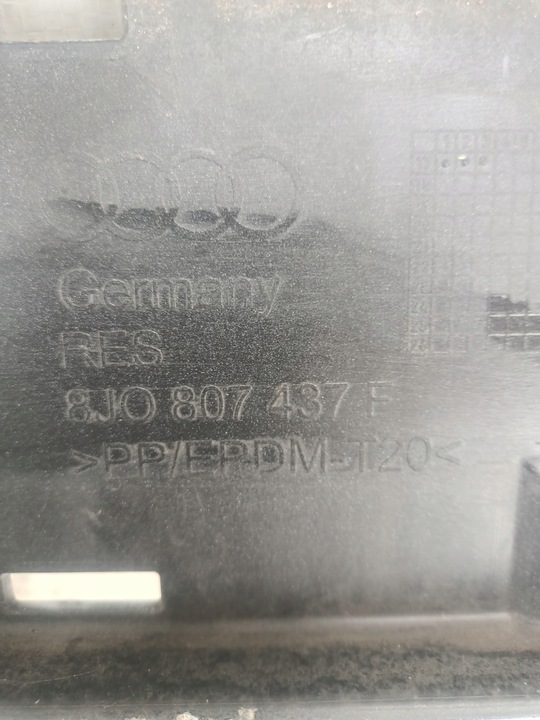 Germany
RES
8J0 807 437 F
>PP/EPDM-T20<